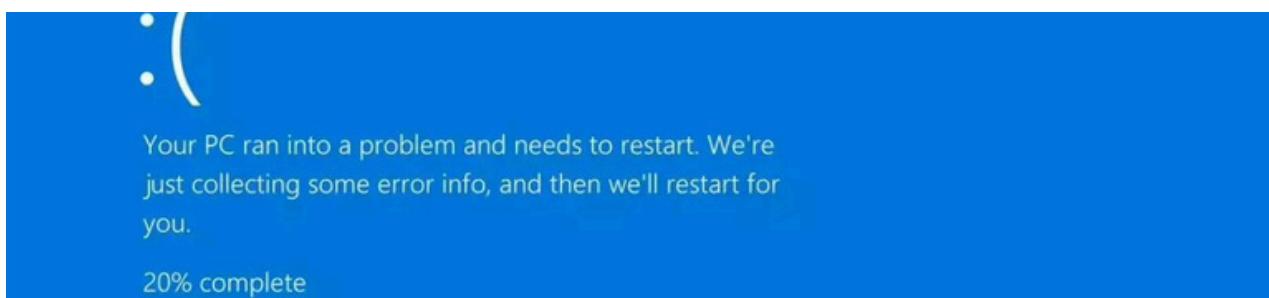 :(
Your PC ran into a problem and needs to restart. We're
just collecting some error info, and then we'll restart for
you.
20% complete